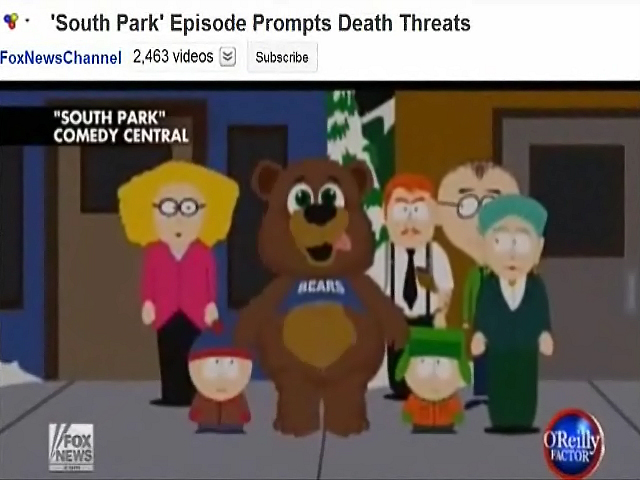 'South Park' Episode Prompts Death Threats
FoxNewsChannel 2,463 videos Subscribe
"SOUTH PARK"
COMEDY CENTRAL
BEARS
FOX
NEWS
O'Reilly
FACTOR